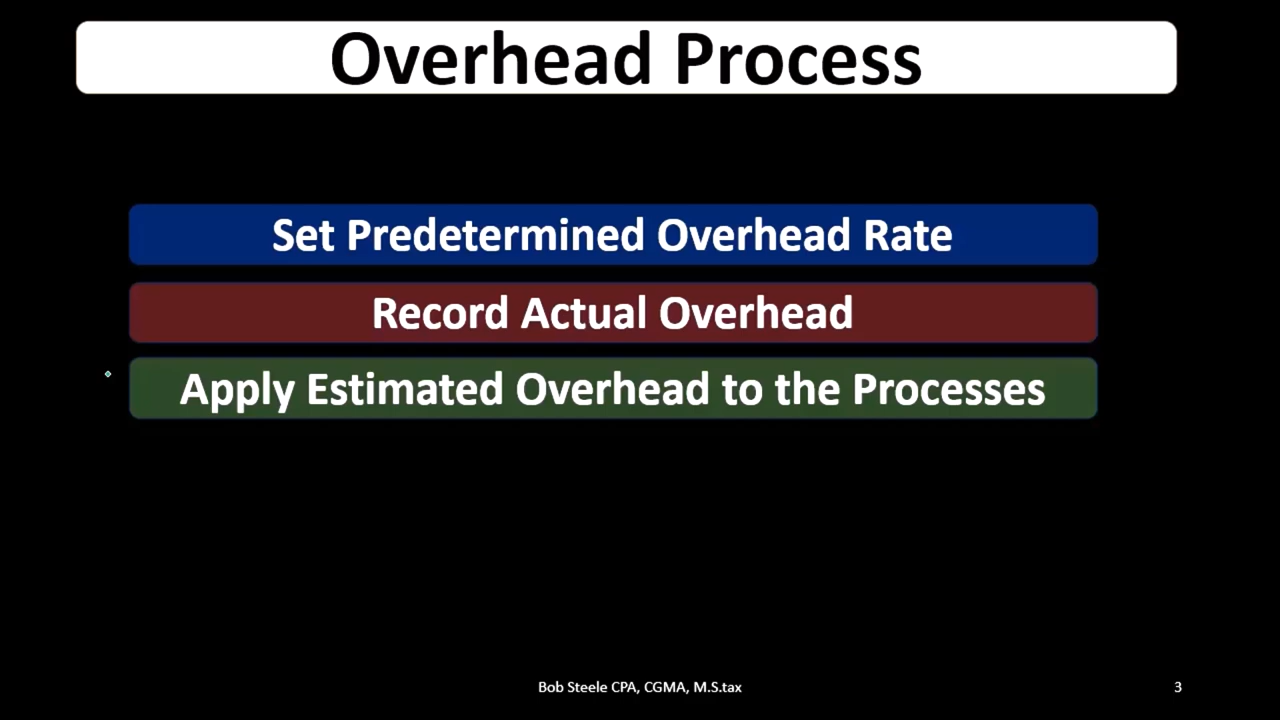 Overhead Process
Set Predetermined Overhead Rate
Record Actual Overhead
Apply Estimated Overhead to the Processes
Bob Steele CPA, CGMA, M.S.tax
3